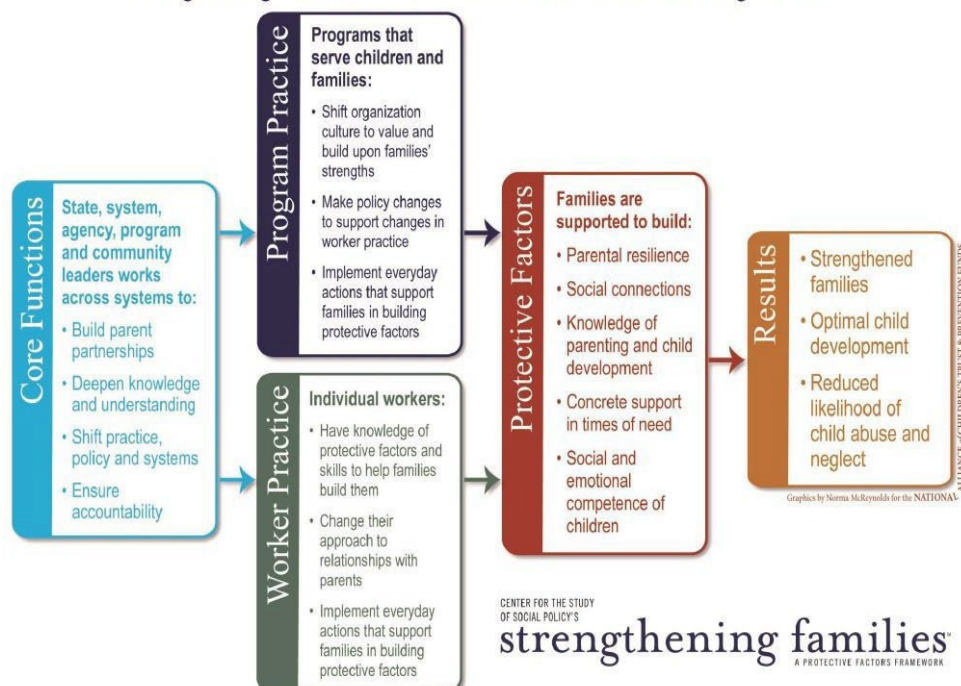 Core Functions
State, system,
agency, program
and community
leaders works
across systems to:
• Build parent
partnerships
• Deepen knowledge
and understanding
• Shift practice,
policy and systems
• Ensure
accountability
Program Practice
Programs that
serve children and
families:
• Shift organization
culture to value and
build upon families'
strengths
• Make policy changes
to support changes in
worker practice
• Implement everyday
actions that support
families in building
protective factors
Worker Practice
Individual workers:
• Have knowledge of
protective factors and
skills to help families
build them
• Change their
approach to
relationships with
parents
• Implement everyday
actions that support
families in building
protective factors
Protective Factors
Families are
supported to build:
• Parental resilience
• Social connections
• Knowledge of
parenting and child
development
• Concrete support
in times of need
• Social and
emotional
competence of
children
Results
• Strengthened
families
• Optimal child
development
• Reduced
likelihood of
child abuse and
neglect
Graphics by Norma McReynolds for the NATIONAL
ALLIANCE of CHILDREN'S TRUST & PREVENTION FUNDS
CENTER FOR THE STUDY
OF SOCIAL POLICY'S
strengthening families™
A PROTECTIVE FACTORS FRAMEWORK